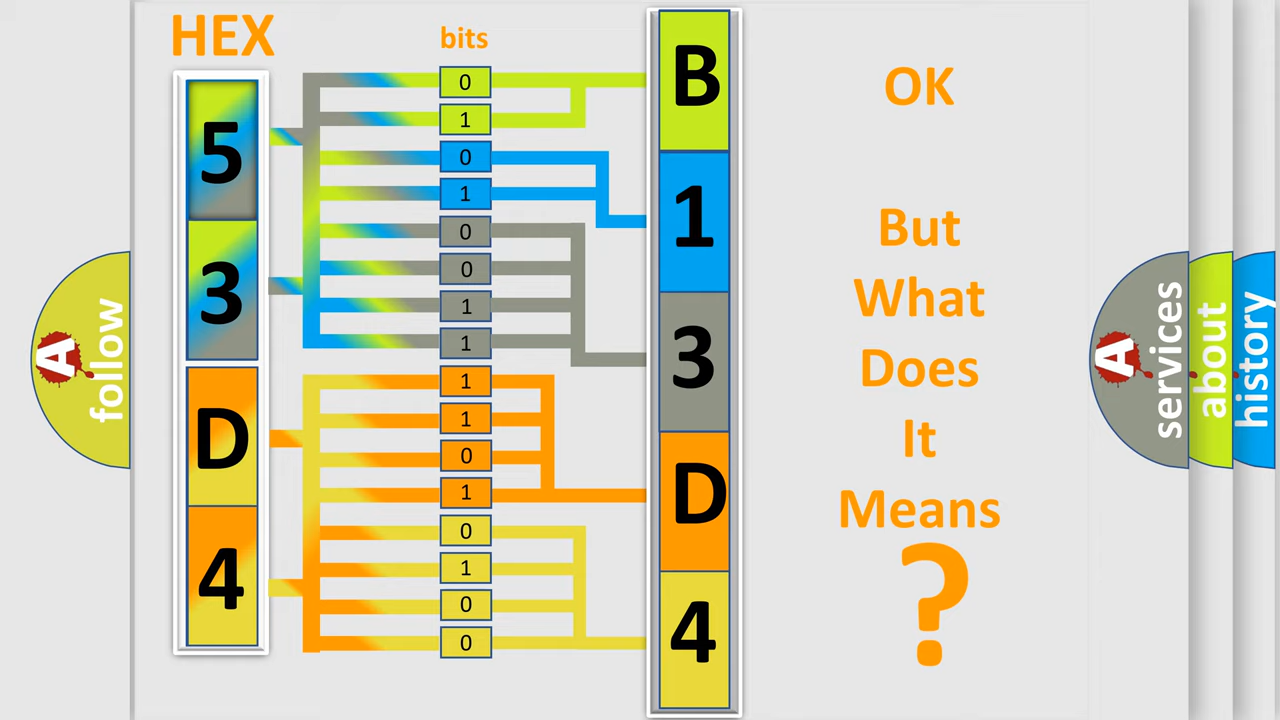 HEX
bits
5
3
D
4
0
1
0
1
0
0
1
1
1
1
0
1
0
1
0
0
B
1
3
D
4
OK
But
What
Does
It
Means
?
A
follow
A
services
about
history